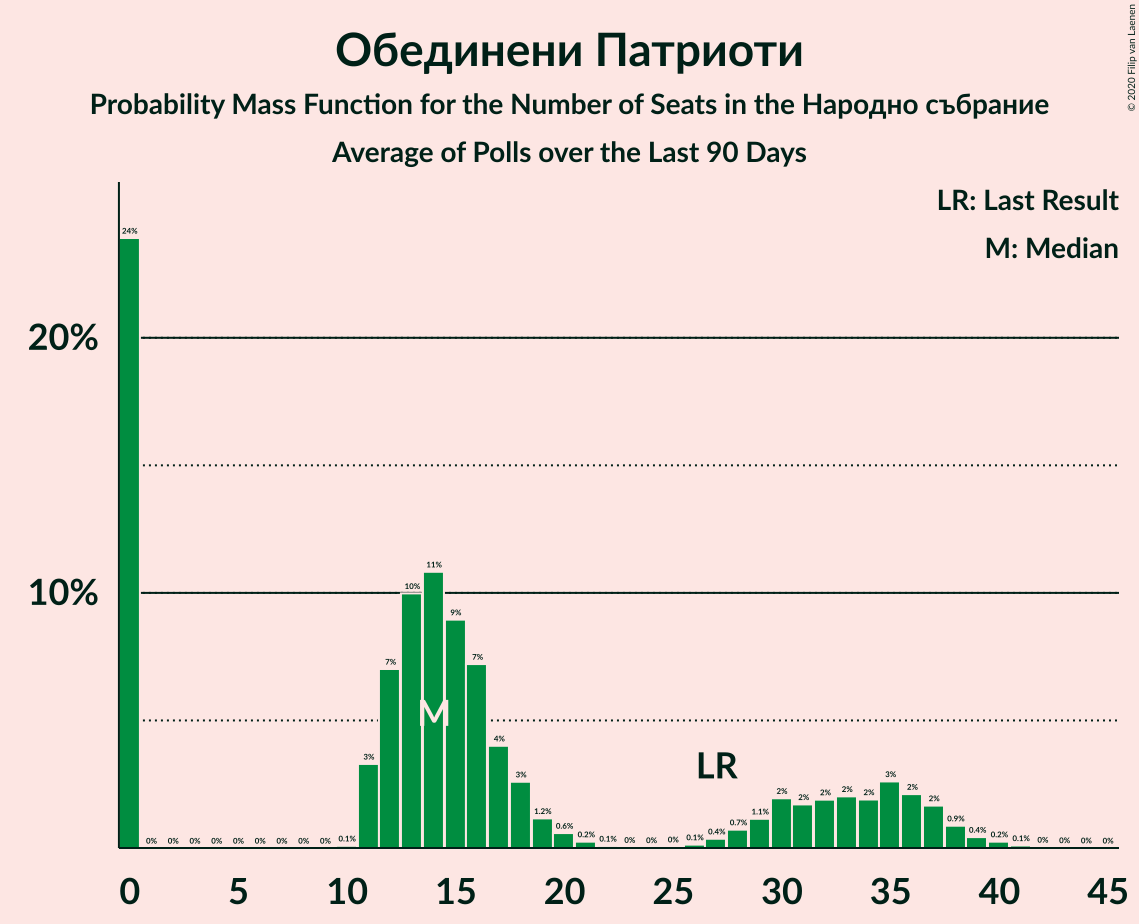 Обединени Патриоти
Probability Mass Function for the Number of Seats in the Народно събрание
Average of Polls over the Last 90 Days
© 2020 Filip van Laenen
LR: Last Result
M: Median
24%
20%
10%
0% 0% 0% 0% 0% 0% 0% 0% 0% 0.1% 3% 7% 10% 11% 9% 7% 4% 3% 1.2% 0.6% 0.2% 0.1% 0% 0% 0% 0.1% 0.4% 0.7% 1.1% 2% 2% 2% 2% 2% 3% 2% 2% 0.9% 0.4% 0.2% 0.1% 0% 0% 0% 0%
M
LR
0 5 10 15 20 25 30 35 40 45